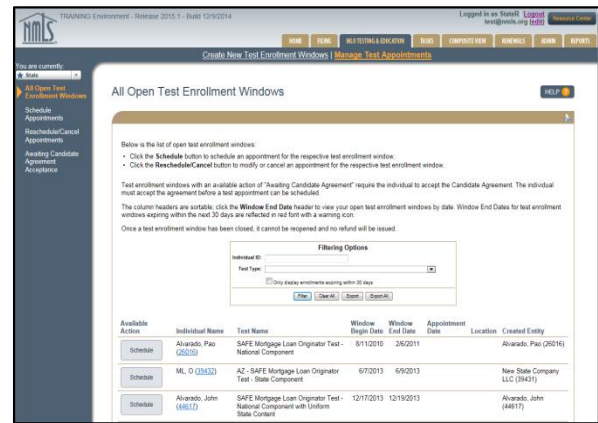 TRAINING Environment - Release 2015.1 - Build 12/9/2014
Logged in as StateR Logout
test@nmls.org (edit)
Resource Center
NMLS
HOME FILING MLO TESTING & EDUCATION TASKS COMPOSITE VIEW RENEWALS ADMIN REPORTS
Create New Test Enrollment Windows | Manage Test Appointments
You are currently:
State
All Open Test
Enrollment Windows
Schedule
Appointments
Reschedule/Cancel
Appointments
Awaiting Candidate
Agreement
Acceptance
All Open Test Enrollment Windows
HELP
Below is the list of open test enrollment windows:
• Click the Schedule button to schedule an appointment for the respective test enrollment window.
• Click the Reschedule/Cancel button to modify or cancel an appointment for the respective test enrollment window.
Test enrollment windows with an available action of "Awaiting Candidate Agreement" require the individual to accept the Candidate Agreement. The individual
must accept the agreement before a test appointment can be scheduled.
The column headers are sortable: click the Window End Date header to view your open test enrollment windows by date. Window End Dates for test enrollment
windows expiring within the next 30 days are reflected in red font with a warning icon.
Once a test enrollment window has been closed, it cannot be reopened and no refund will be issued.
Filtering Options
Individual ID:
Test Type:
Only display enrollments expiring within 30 days
Filter Clear All Export Export All
Available Action Individual Name Test Name Window Begin Date Window End Date Appointment Date Location Created Entity
Schedule Alvarado, Pao (26016) SAFE Mortgage Loan Originator Test - National Component 8/11/2010 2/6/2011 Alvarado, Pao (26016)
Schedule ML, O (39432) AZ - SAFE Mortgage Loan Originator Test - State Component 6/7/2013 6/9/2013 New State Company LLC (39431)
Schedule Alvarado, John (44617) SAFE Mortgage Loan Originator Test - National Component with Uniform State Content 12/17/2013 12/19/2013 Alvarado, John (44617)